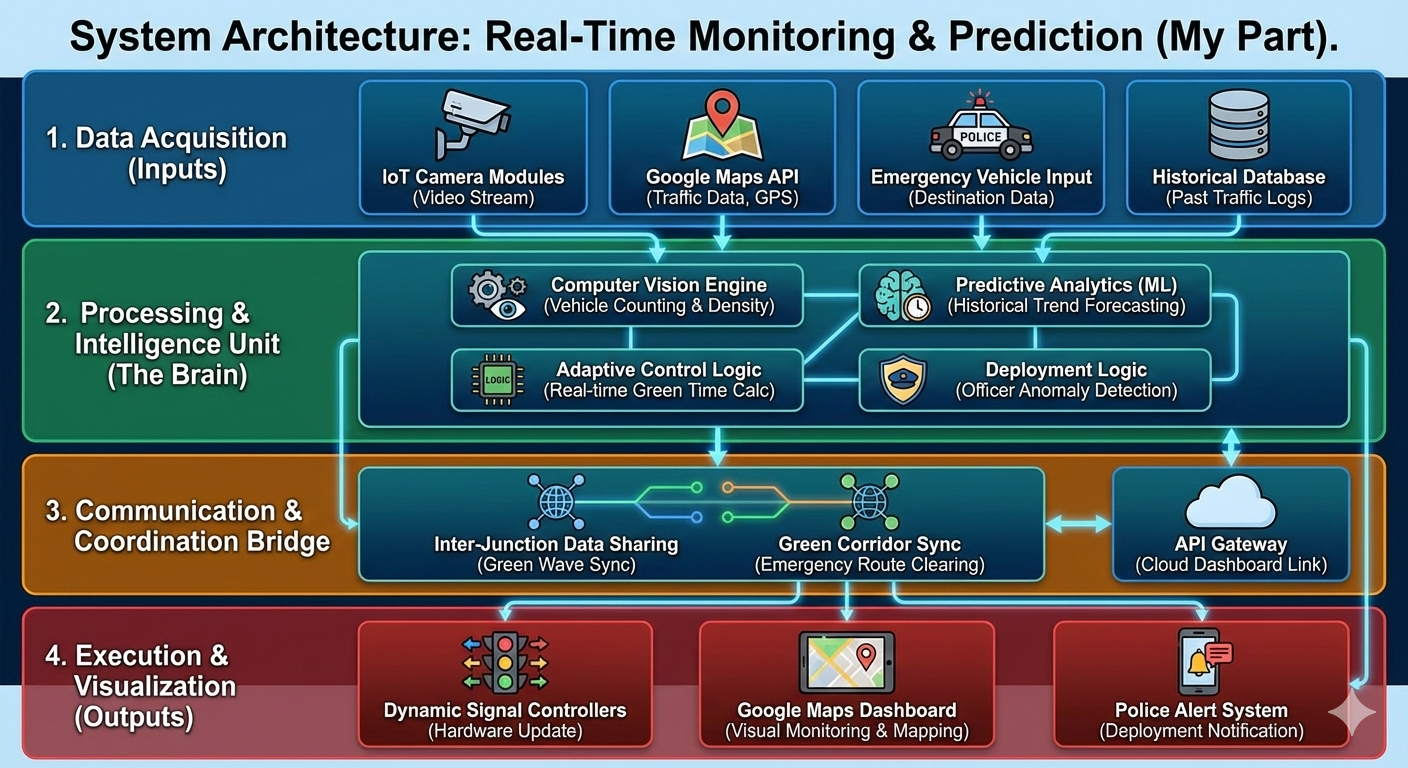 System Architecture: Real-Time Monitoring & Prediction (My Part).
1. Data Acquisition
(Inputs)
IoT Camera Modules
(Video Stream)
Google Maps API
(Traffic Data, GPS)
POLICE
Emergency Vehicle Input
(Destination Data)
Historical Database
(Past Traffic Logs)
2. Processing &
Intelligence Unit
(The Brain)
Computer Vision Engine
(Vehicle Counting & Density)
Predictive Analytics (ML)
(Historical Trend Forecasting)
LOGIC
Adaptive Control Logic
(Real-time Green Time Calc)
Deployment Logic
(Officer Anomaly Detection)
3. Communication &
Coordination Bridge
Inter-Junction Data Sharing
(Green Wave Sync)
Green Corridor Sync
(Emergency Route Clearing)
API Gateway
(Cloud Dashboard Link)
4. Execution &
Visualization
(Outputs)
Dynamic Signal Controllers
(Hardware Update)
Google Maps Dashboard
(Visual Monitoring & Mapping)
Police Alert System
(Deployment Notification)